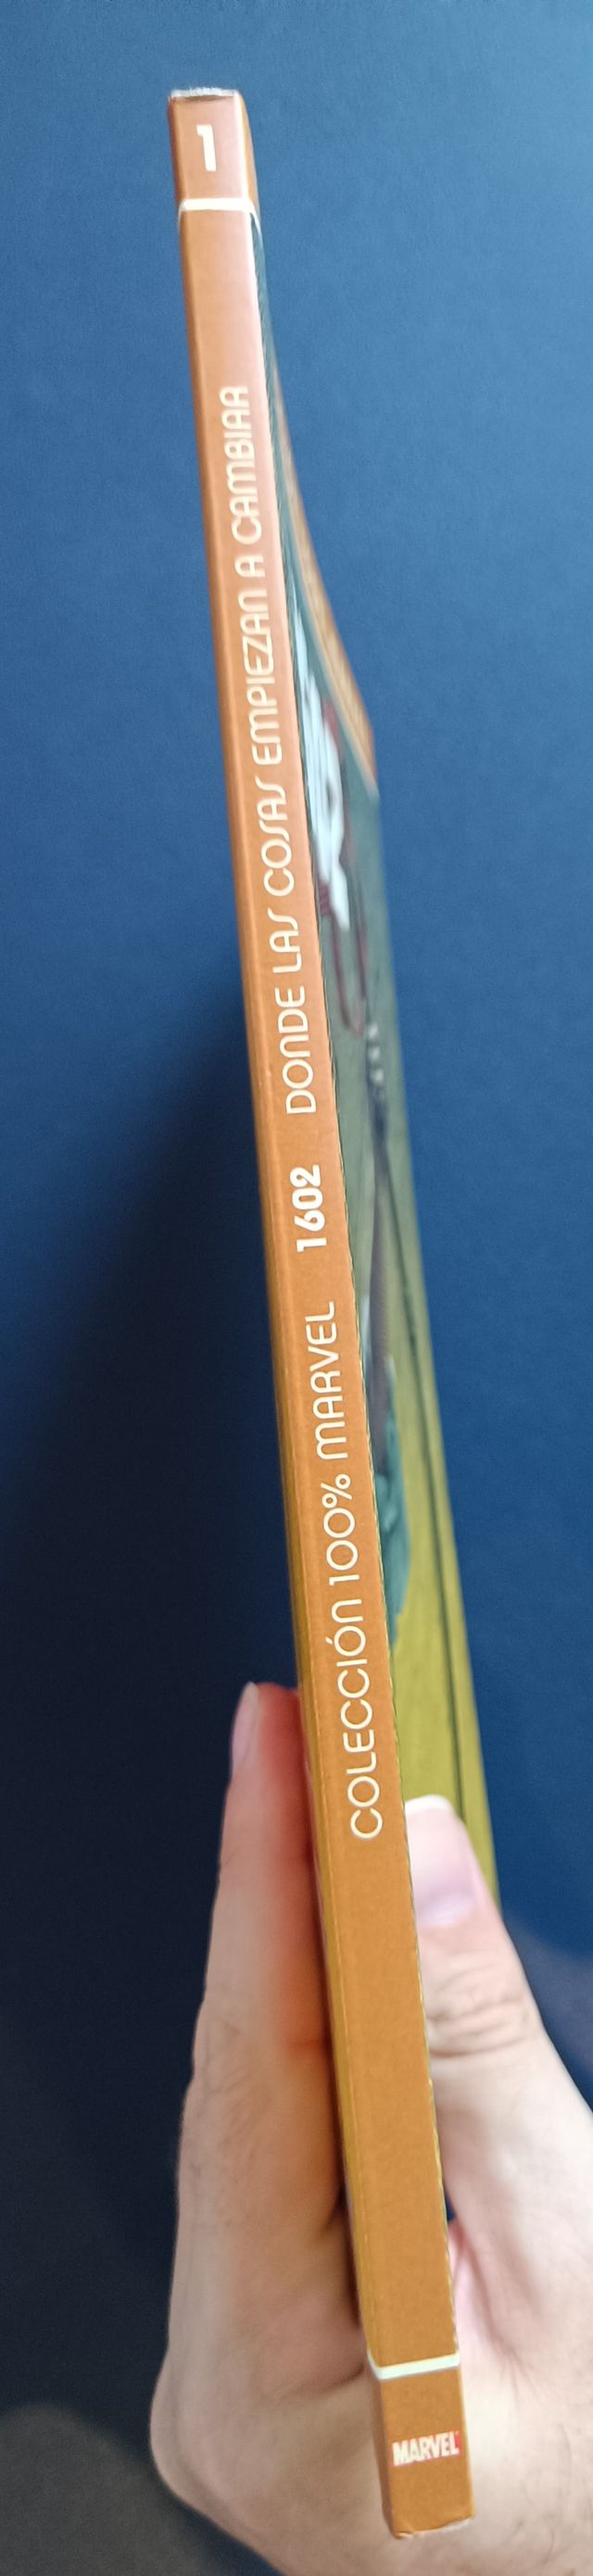 1
COLECCIÓN 100% MARVEL 1602 DONDE LAS COSAS EMPIEZAN A CAMBIAR
MARVEL